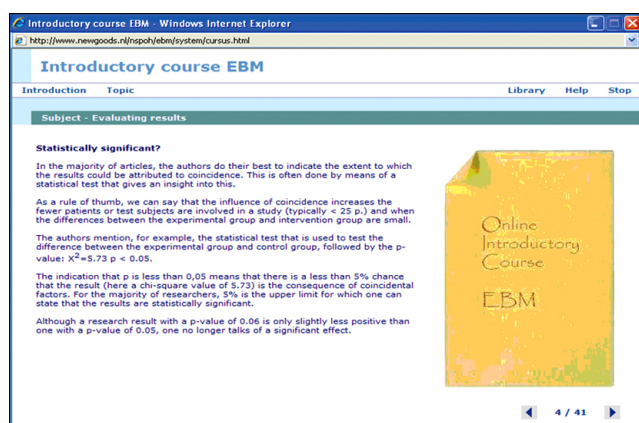 Introductory course EBM - Windows Internet Explorer
http://www.newgoods.nl/nspoh/ebm/system/cursus.html
Introductory course EBM
Introduction Topic Library Help Stop
Subject - Evaluating results
Statistically significant?
In the majority of articles, the authors do their best to indicate the extent to which
the results could be attributed to coincidence. This is often done by means of a
statistical test that gives an insight into this.
As a rule of thumb, we can say that the influence of coincidence increases the
fewer patients or test subjects are involved in a study (typically < 25 p.) and when
the differences between the experimental group and intervention group are small.
The authors mention, for example, the statistical test that is used to test the
difference between the experimental group and control group, followed by the p-
value: X²=5.73 p < 0.05.
The indication that p is less than 0,05 means that there is a less than 5% chance
that the result (here a chi-square value of 5.73) is the consequence of coincidental
factors. For the majority of researchers, 5% is the upper limit for which one can
state that the results are statistically significant.
Although a research result with a p-value of 0.06 is only slightly less positive than
one with a p-value of 0.05, one no longer talks of a significant effect.
Online
Introductory
Course
EBM
4 / 41